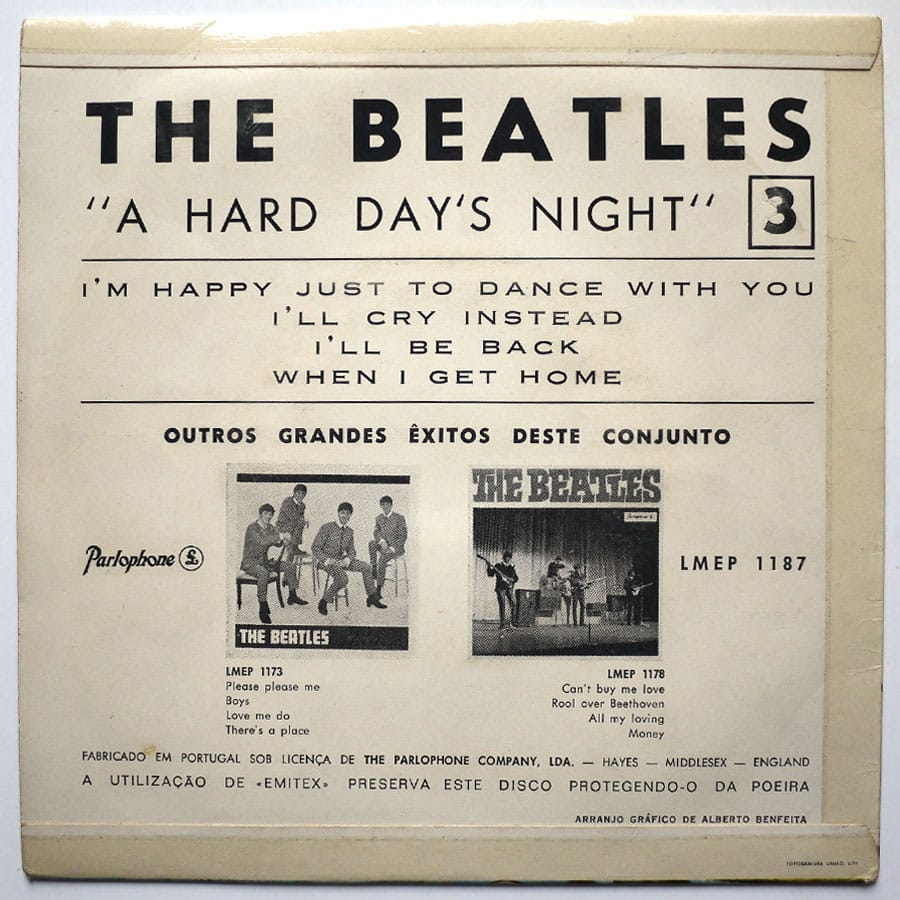 THE BEATLES
"A HARD DAY'S NIGHT" 3
I'M HAPPY JUST TO DANCE WITH YOU
I'LL CRY INSTEAD
I'LL BE BACK
WHEN I GET HOME
OUTROS GRANDES ÊXITOS DESTE CONJUNTO
THE BEATLES
THE BEATLES
Parlophone £
LMEP 1187
LMEP 1173
Please please me
Boys
Love me do
There's a place
LMEP 1178
Can't buy me love
Rool over Beethoven
All my loving
Money
FABRICADO EM PORTUGAL SOB LICENÇA DE THE PARLOPHONE COMPANY, LDA. — HAYES — MIDDLESEX — ENGLAND
A UTILIZAÇÃO DE «EMITEX» PRESERVA ESTE DISCO PROTEGENDO-O DA POEIRA
ARRANJO GRÁFICO DE ALBERTO BENFEITA